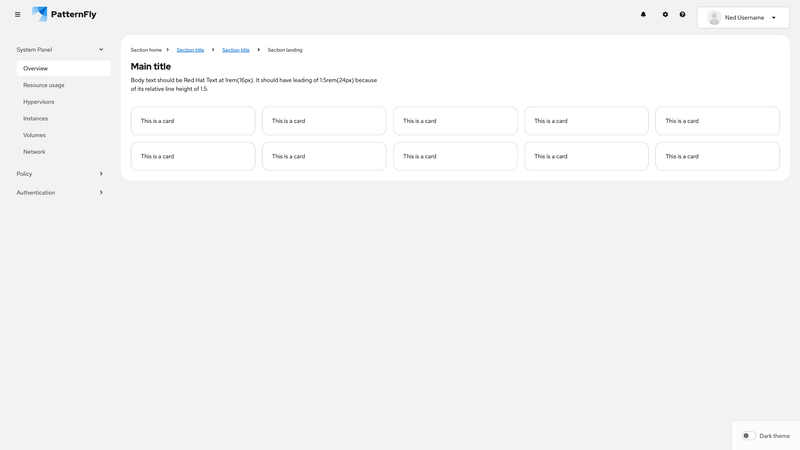 PatternFly
Ned Username
System Panel
Overview
Resource usage
Hypervisors
Instances
Volumes
Network
Policy
Authentication
Section home
Section title
Section title
Section landing
Main title
Body text should be Red Hat Text at 1rem(16px). It should have leading of 1.5rem(24px) because
of its relative line height of 1.5.
This is a card
This is a card
This is a card
This is a card
This is a card
This is a card
This is a card
This is a card
This is a card
This is a card
Dark theme